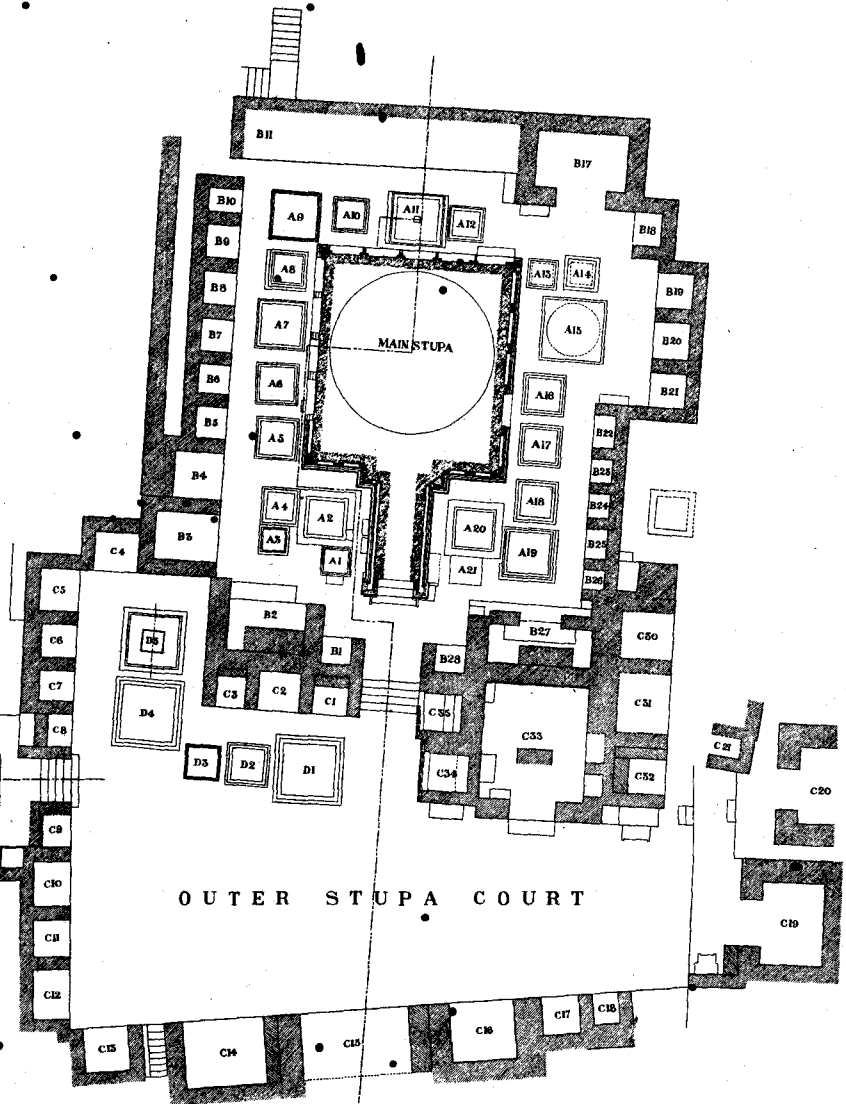 B11
B17
B10
A9
A10
A11
A12
B18
B9
A8
A13
A14
B8
B19
A7
MAIN STUPA
A15
B7
B20
B6
A6
A16
B21
B5
A5
A17
B22
B4
B23
A4
A2
A18
B24
B3
A3
A20
A19
B25
C4
A1
A21
B26
C5
D5
B2
B27
C30
C6
B1
B28
C7
C3
C2
C1
C31
D4
C35
C8
C33
C21
D3
D2
D1
C34
C32
C20
C9
C10
OUTER STUPA COURT
C19
C11
C12
C17
C18
C13
C14
C15
C16